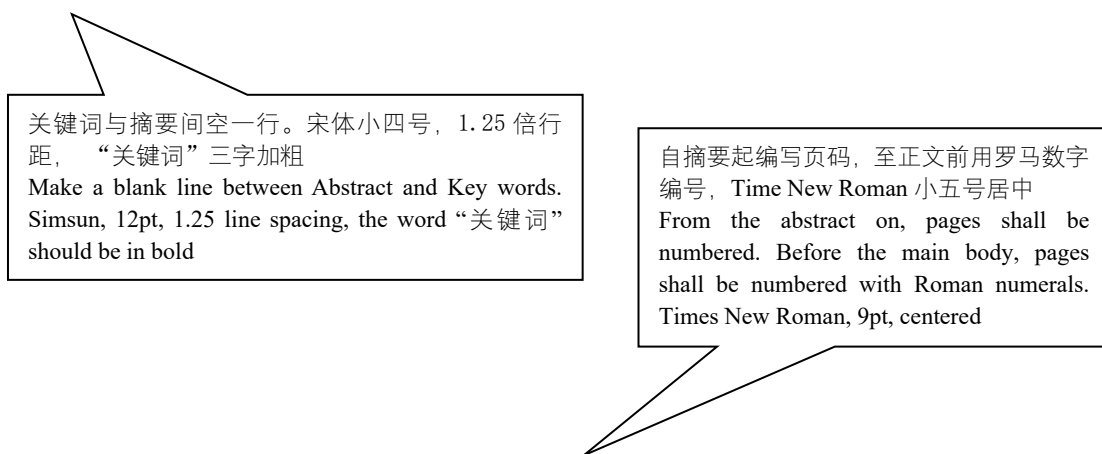 关键词与摘要间空一行。宋体小四号，1.25 倍行
距， “关键词”三字加粗
Make a blank line between Abstract and Key words.
Simsun, 12pt, 1.25 line spacing, the word “关键词”
should be in bold
自摘要起编写页码，至正文前用罗马数字
编号，Time New Roman 小五号居中
From the abstract on, pages shall be
numbered. Before the main body, pages
shall be numbered with Roman numerals.
Times New Roman, 9pt, centered